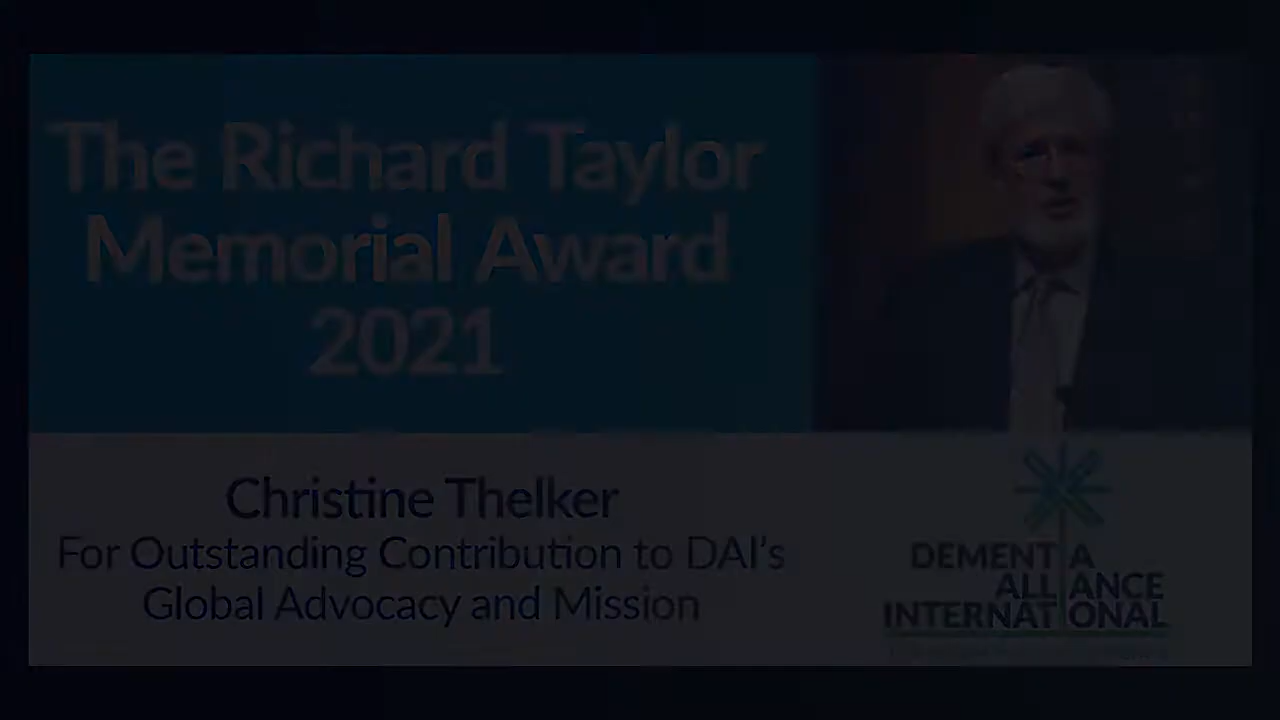 The Richard Taylor
Memorial Award
2021
Christine Thelker
For Outstanding Contribution to DAI's
Global Advocacy and Mission
DEMENTIA
ALLIANCE
INTERNATIONAL